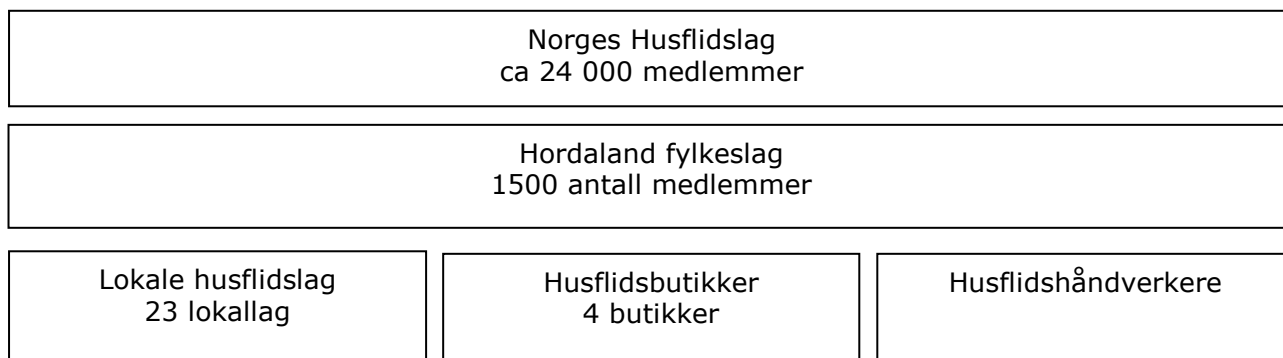 Norges Husflidslag
ca 24 000 medlemmer
Hordaland fylkeslag
1500 antall medlemmer
Lokale husflidslag
23 lokallag
Husflidsbutikker
4 butikker
Husflidshåndverkere